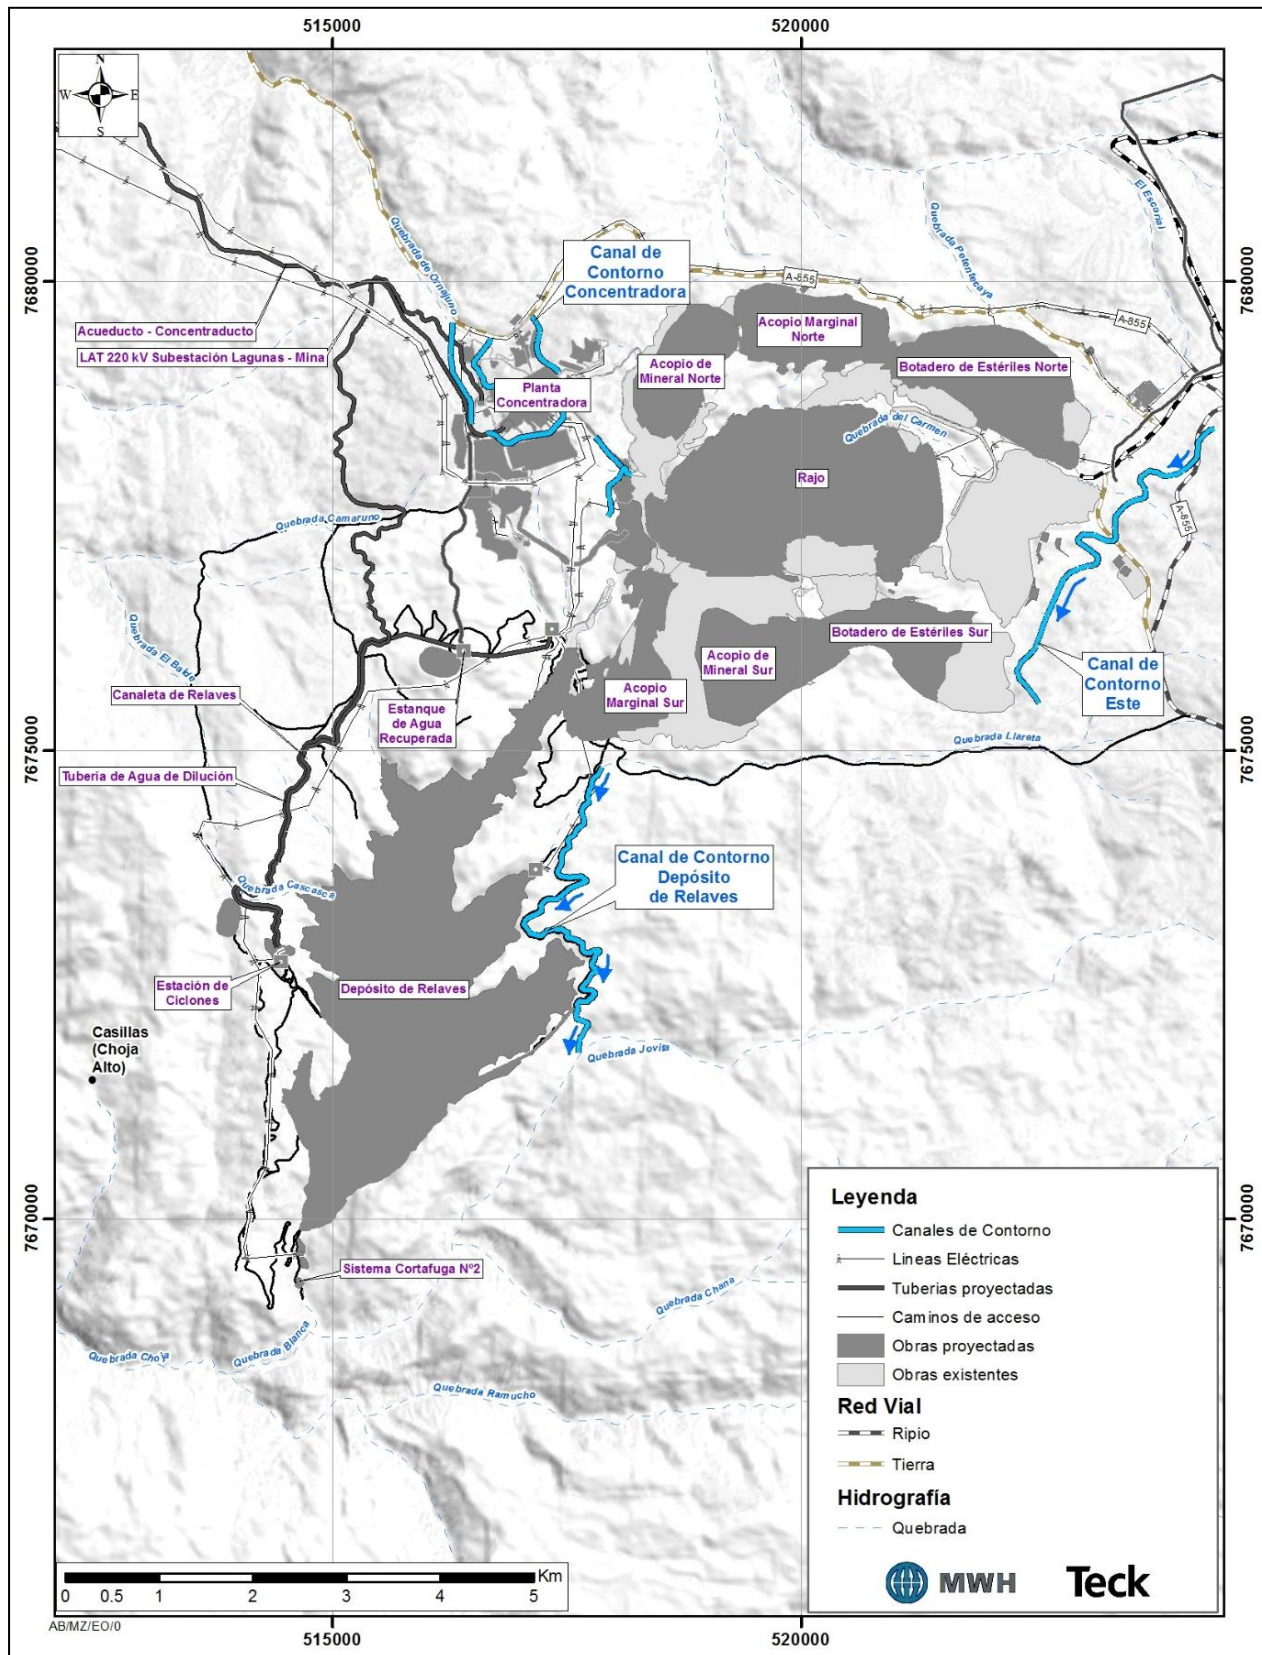 515000
520000
N
W
E
S
7680000
7680000
Quebrada de Ornajuno
Canal de
Contorno
Concentradora
A-855
Quebrada Petentecaya
El Escorial
A-855
Acueducto - Concentraducto
LAT 220 kV Subestación Lagunas - Mina
Acopio Marginal
Norte
Acopio de
Mineral Norte
Botadero de Estériles Norte
Planta
Concentradora
Quebrada del Carmen
Rajo
A-855
Quebrada Camaruno
Quebrada El Balde
Botadero de Estériles Sur
Acopio de
Mineral Sur
Canal de
Contorno
Este
Canaleta de Relaves
Acopio
Marginal Sur
Estanque
de Agua
Recuperada
Quebrada Llareta
7675000
7675000
Tubería de Agua de Dilución
Canal de Contorno
Depósito
de Relaves
Quebrada Cascasca
Estación de
Ciclones
Depósito de Relaves
Casillas
(Choja
Alto)
Quebrada Jovita
7670000
7670000
Sistema Cortafuga Nº2
Quebrada Chana
Quebrada Blanca
Quebrada Choja
Quebrada Ramucho
Leyenda
Canales de Contorno
Lineas Eléctricas
Tuberias proyectadas
Caminos de acceso
Obras proyectadas
Obras existentes
Red Vial
Ripio
Tierra
Hidrografía
Quebrada
MWH
Teck
Km
0 0.5 1 2 3 4 5
AB/MZ/EO/0
515000
520000